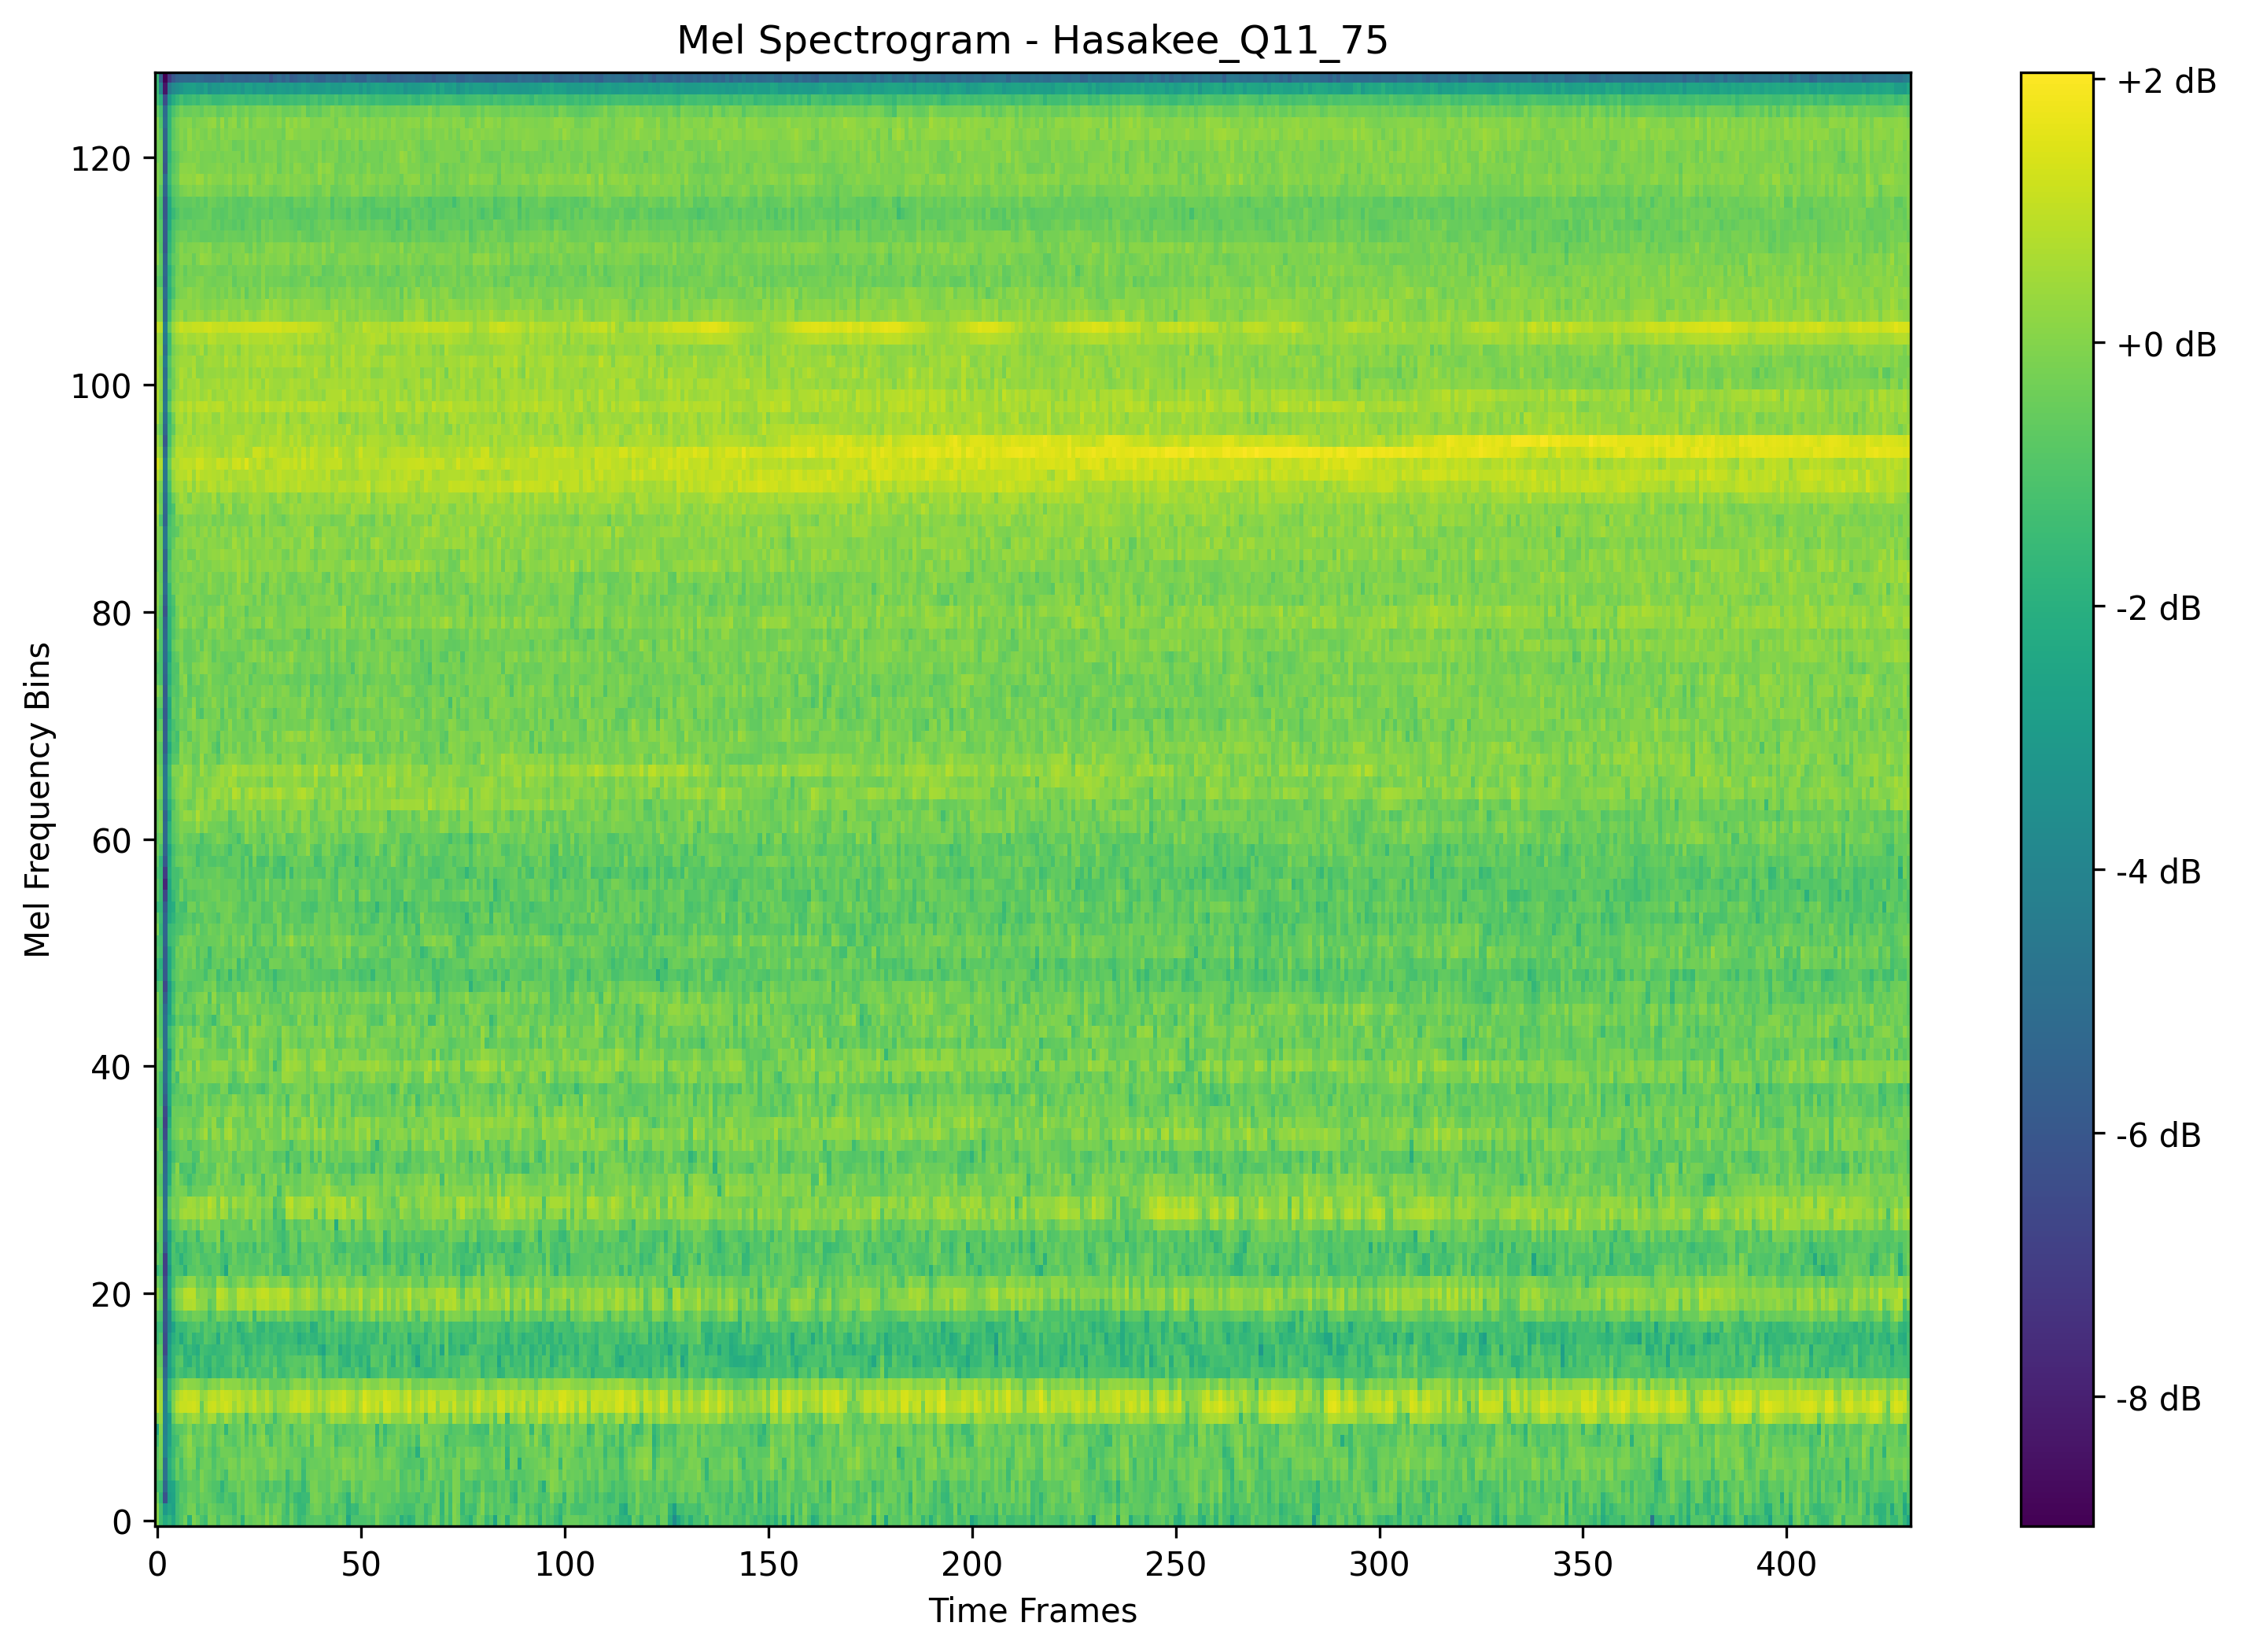 Mel Spectrogram - Hasakee_Q11_75
Mel Frequency Bins
120
100
80
60
40
20
0
0 50 100 150 200 250 300 350 400
Time Frames
+2 dB
+0 dB
-2 dB
-4 dB
-6 dB
-8 dB